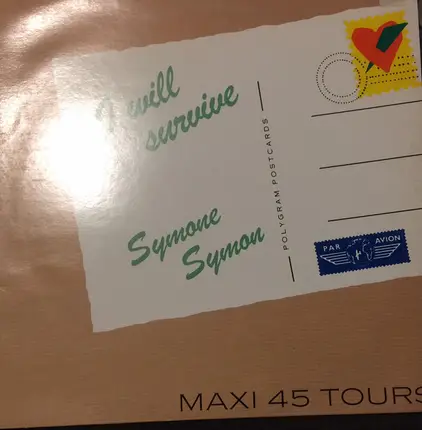 I will
survive
Symone
Symon
POLYGRAM POSTCARDS
PAR AVION
MAXI 45 TOURS